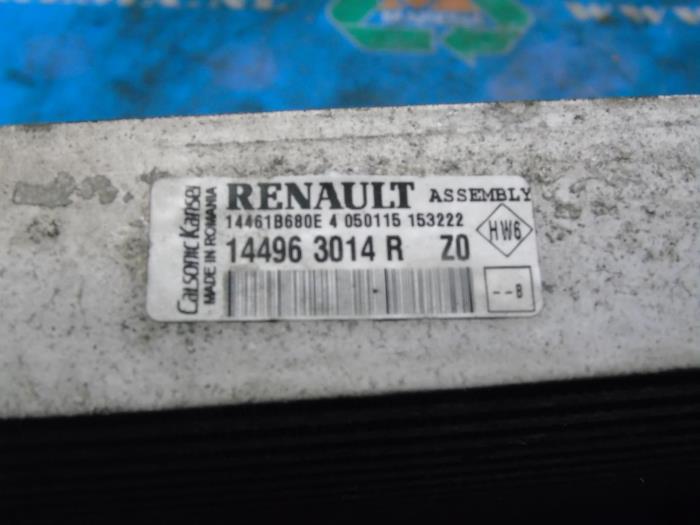 Calsonic Kansei
MADE IN ROMANIA
RENAULT ASSEMBLY
14461B680E 4 050115 153222
14496 3014 R Z0
HW6
--B